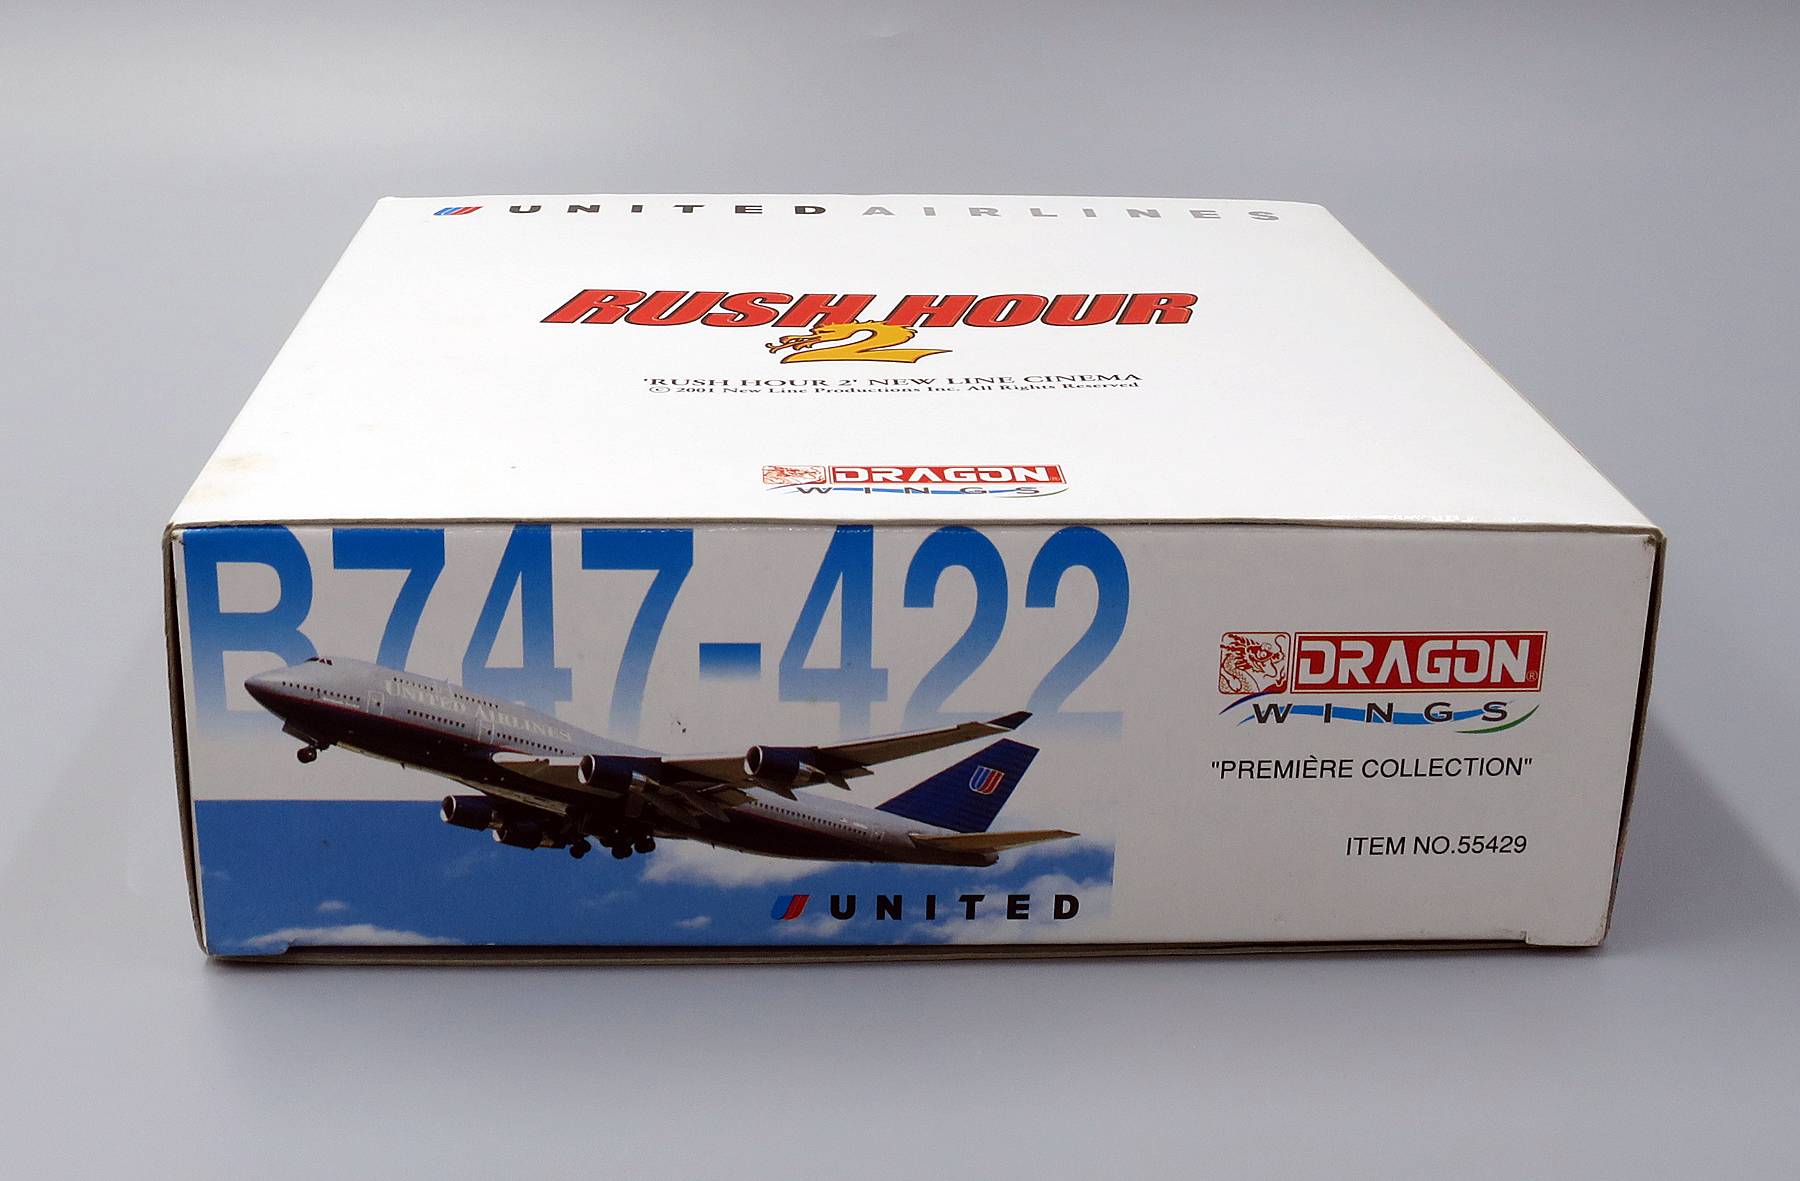 UNITED AIRLINES
RUSH HOUR
2
'RUSH HOUR 2' NEW LINE CINEMA
© 2001 New Line Productions Inc. All Rights Reserved
DRAGON®
WINGS
B747-422
UNITED AIRLINES
DRAGON®
WINGS
"PREMIÈRE COLLECTION"
ITEM NO.55429
UNITED